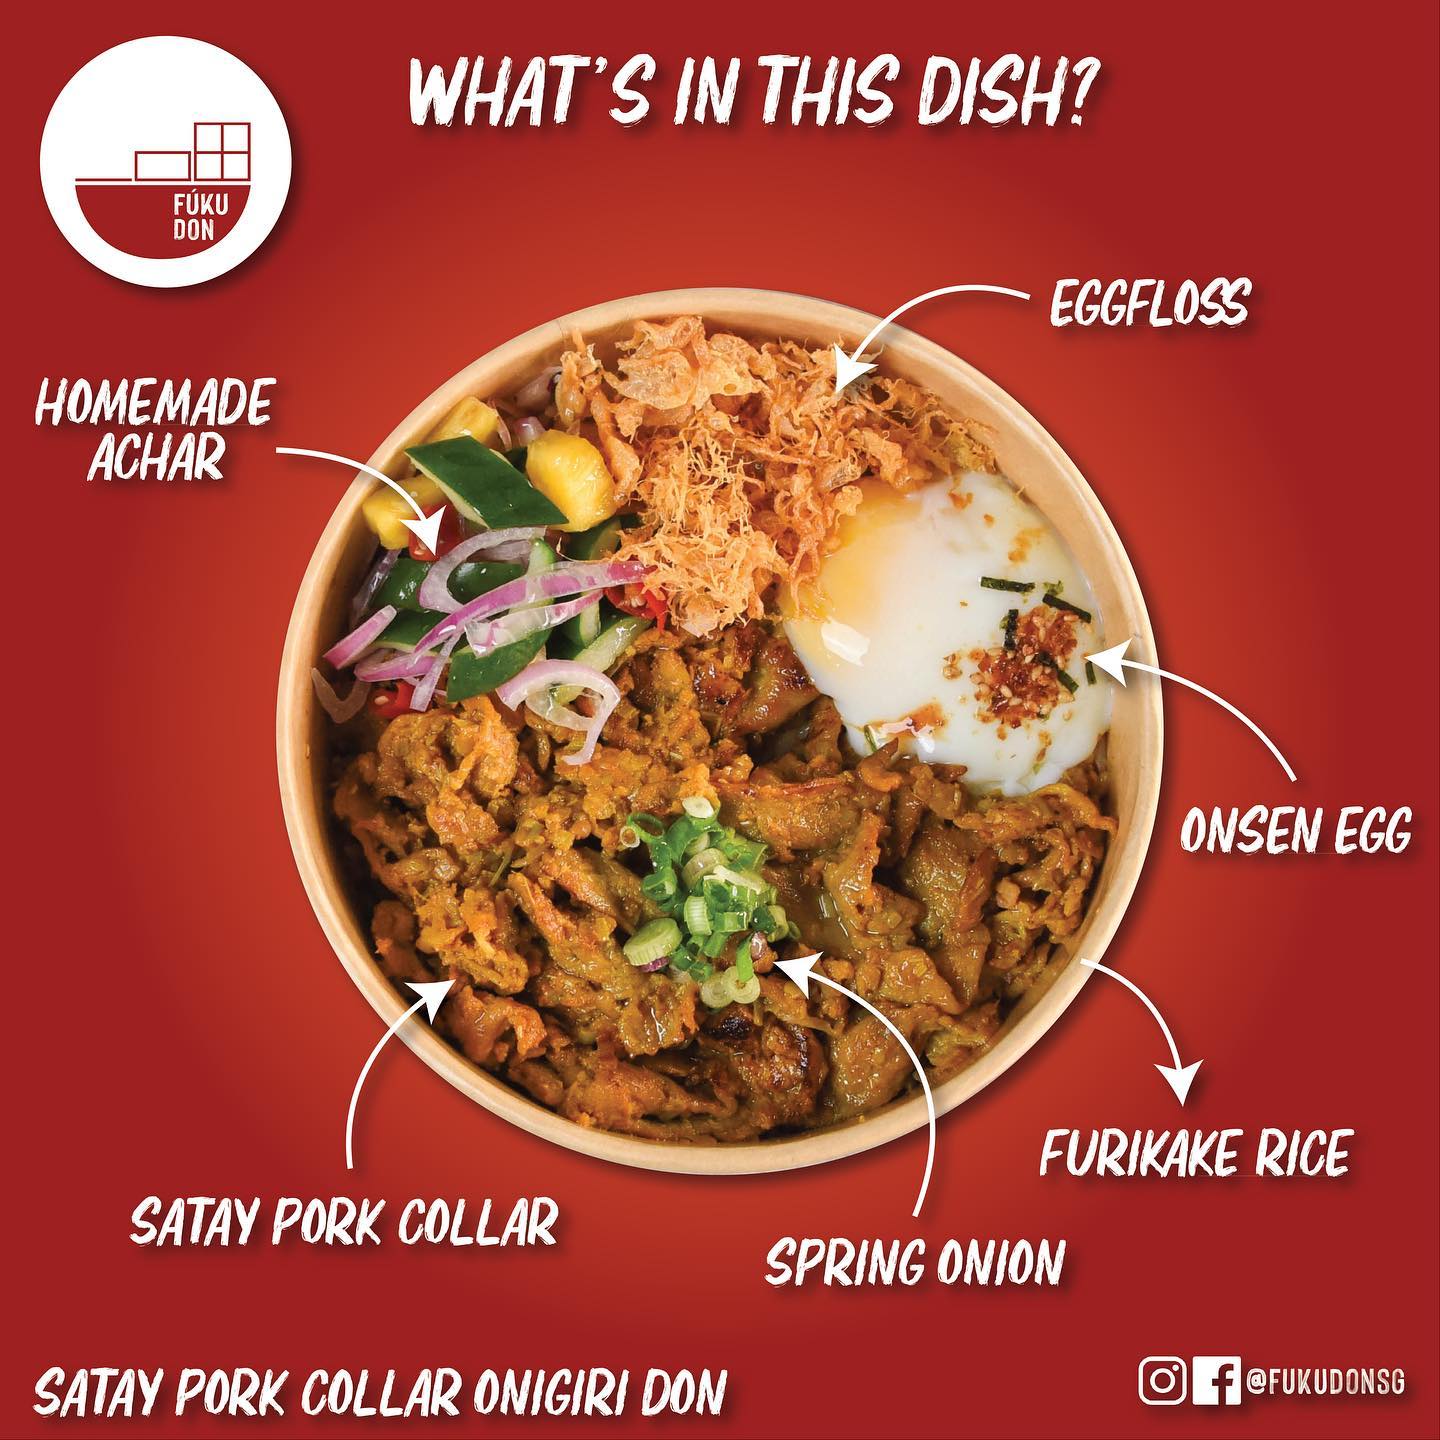 WHAT'S IN THIS DISH?
FÚKU
DON
EGGFLOSS
HOMEMADE
ACHAR
ONSEN EGG
FURIKAKE RICE
SATAY PORK COLLAR
SPRING ONION
SATAY PORK COLLAR ONIGIRI DON
@FUKUDONSG